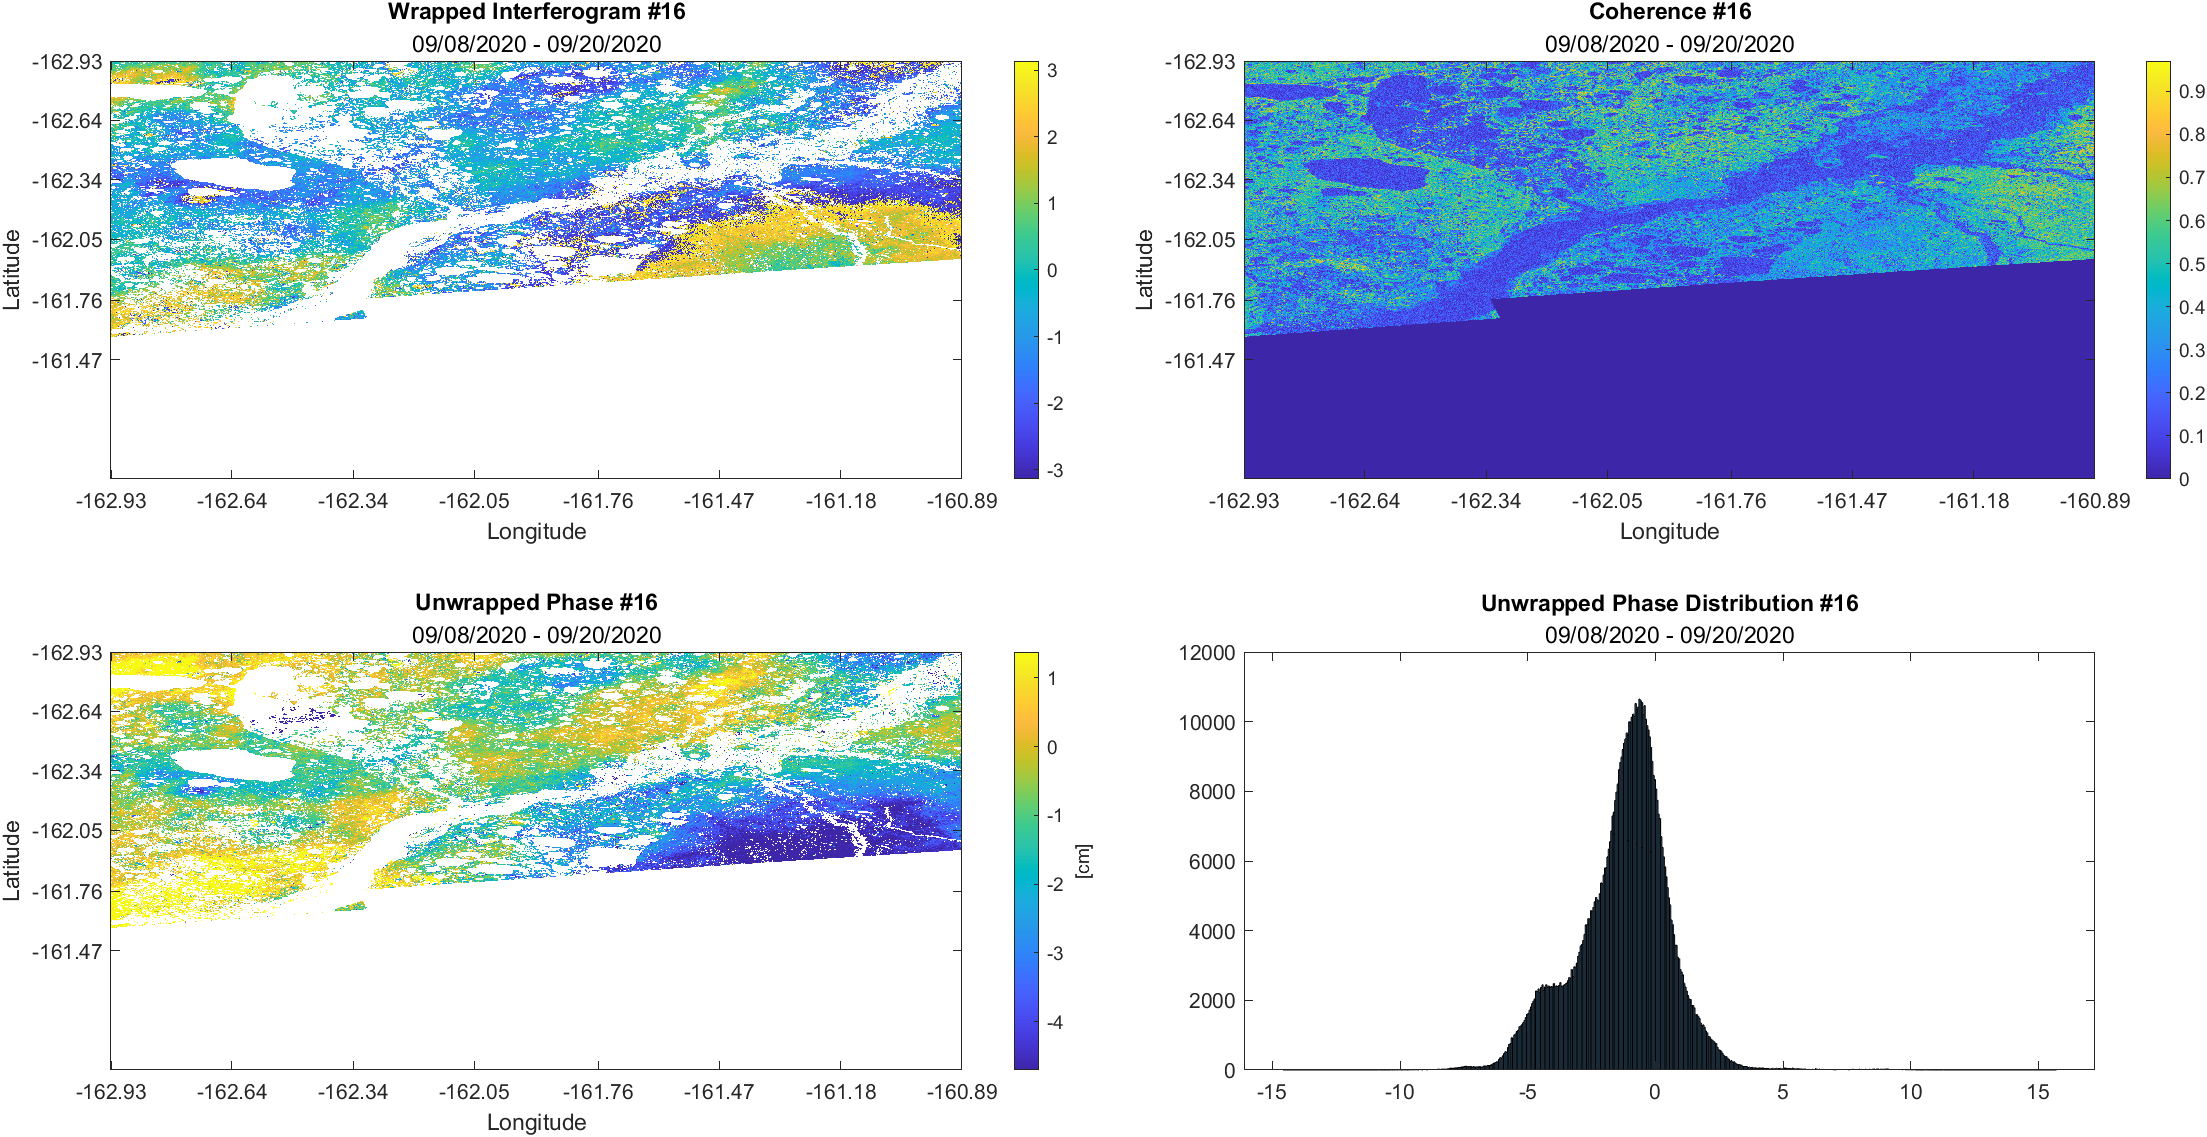 Wrapped Interferogram #16
09/08/2020 - 09/20/2020
-162.93
-162.64
-162.34
-162.05
-161.76
-161.47
Latitude
-162.93 -162.64 -162.34 -162.05 -161.76 -161.47 -161.18 -160.89
Longitude
3
2
1
0
-1
-2
-3
Coherence #16
09/08/2020 - 09/20/2020
-162.93
-162.64
-162.34
-162.05
-161.76
-161.47
Latitude
-162.93 -162.64 -162.34 -162.05 -161.76 -161.47 -161.18 -160.89
Longitude
0.9
0.8
0.7
0.6
0.5
0.4
0.3
0.2
0.1
0
Unwrapped Phase #16
09/08/2020 - 09/20/2020
-162.93
-162.64
-162.34
-162.05
-161.76
-161.47
Latitude
-162.93 -162.64 -162.34 -162.05 -161.76 -161.47 -161.18 -160.89
Longitude
1
0
-1
-2
-3
-4
[cm]
Unwrapped Phase Distribution #16
09/08/2020 - 09/20/2020
12000
10000
8000
6000
4000
2000
0
-15 -10 -5 0 5 10 15